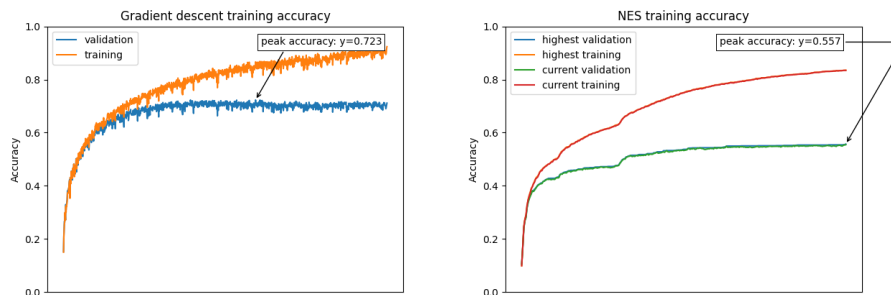 Gradient descent training accuracy
1.0
0.8
0.6
0.4
0.2
0.0
Accuracy
validation
training
peak accuracy: y=0.723
NES training accuracy
1.0
0.8
0.6
0.4
0.2
0.0
Accuracy
highest validation
highest training
current validation
current training
peak accuracy: y=0.557